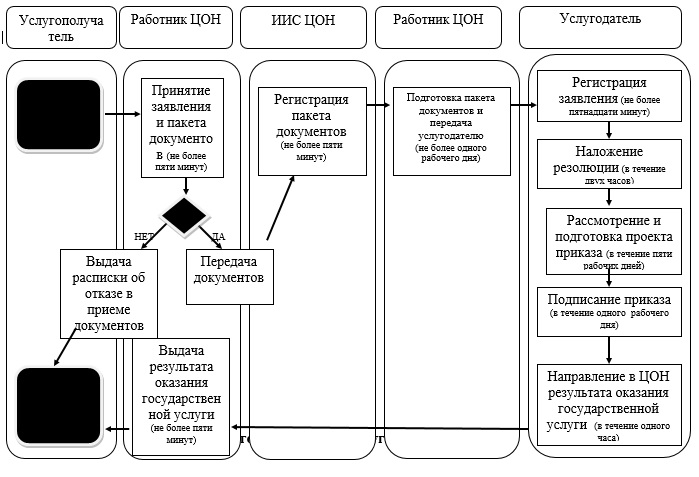 Услугополуча
тель
Работник ЦОН
ИИС ЦОН
Работник ЦОН
Услугодатель
Принятие
заявления
и пакета
документо
в (не более
пяти минут)
НЕТ
ДА
Выдача
расписки об
отказе в
приеме
документов
Передача
документов
Выдача
результата
оказания
государствен
ной услуги
(не более пяти
минут)
Регистрация
пакета
документов
(не более пяти
минут)
Подготовка пакета
документов и
передача
услугодателю
(не более одного
рабочего дня)
Регистрация
заявления (не более
пятнадцати минут)
Наложение
резолюции (в течение
двух часов)
Рассмотрение и
подготовка проекта
приказа (в течение пяти
рабочих дней)
Подписание приказа
(в течение одного рабочего
дня)
Направление в ЦОН
результата оказания
государственной
услуги (в течение одного
часа)